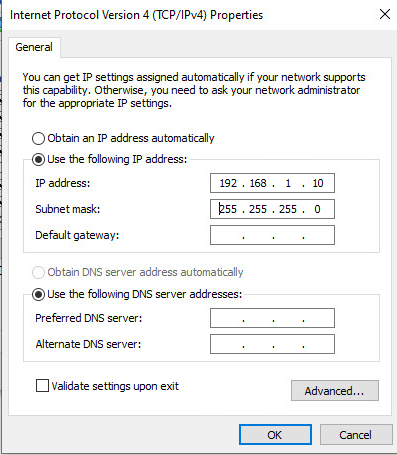 Internet Protocol Version 4 (TCP/IPv4) Properties
General
You can get IP settings assigned automatically if your network supports
this capability. Otherwise, you need to ask your network administrator
for the appropriate IP settings.
Obtain an IP address automatically
Use the following IP address:
IP address: 192 . 168 . 1 . 10
Subnet mask: 255 . 255 . 255 . 0
Default gateway: . . .
Obtain DNS server address automatically
Use the following DNS server addresses:
Preferred DNS server: . . .
Alternate DNS server: . . .
Validate settings upon exit
Advanced...
OK Cancel